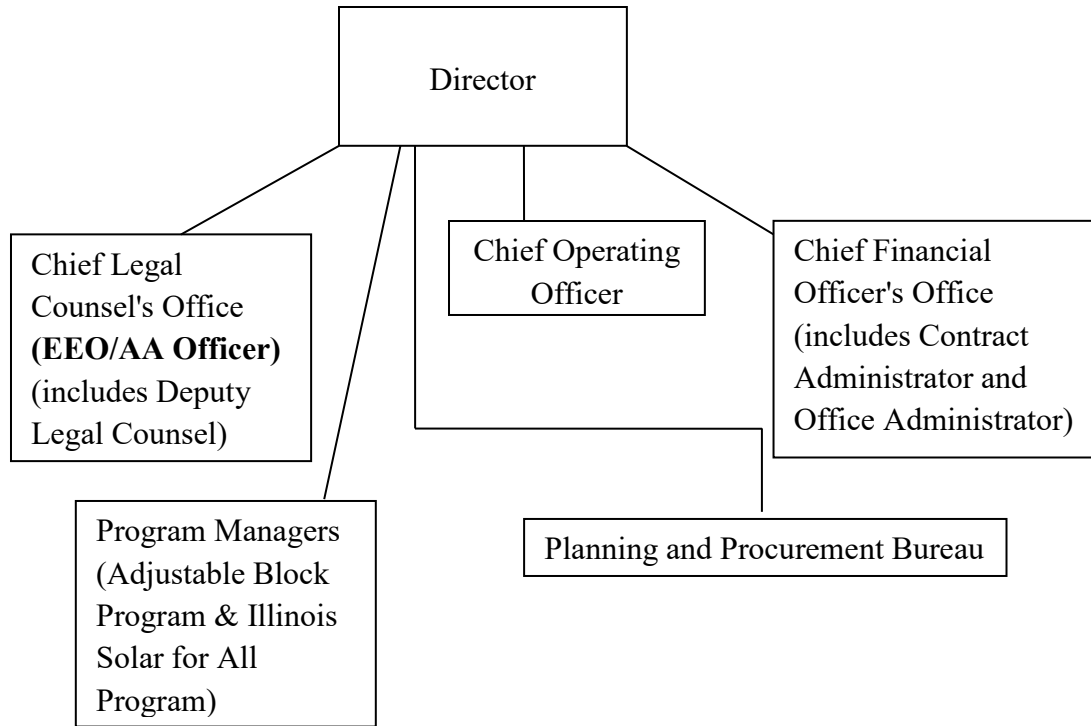 Director
Chief Legal
Counsel's Office
(EEO/AA Officer)
(includes Deputy
Legal Counsel)
Chief Operating
Officer
Chief Financial
Officer's Office
(includes Contract
Administrator and
Office Administrator)
Program Managers
(Adjustable Block
Program & Illinois
Solar for All
Program)
Planning and Procurement Bureau